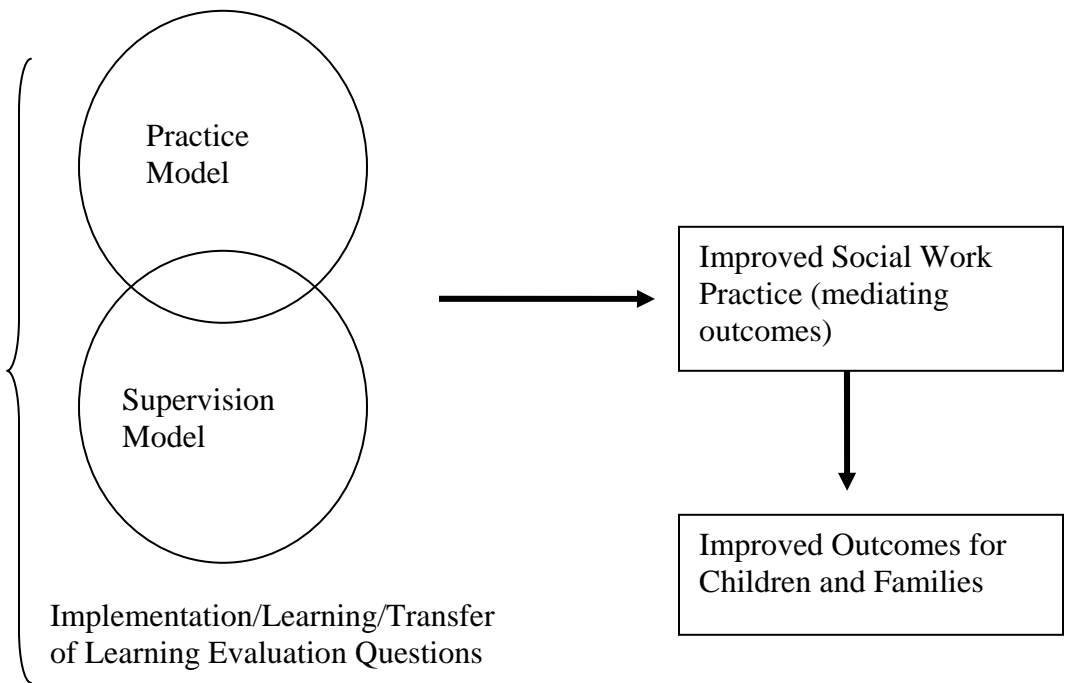 Practice
Model
Supervision
Model
Implementation/Learning/Transfer
of Learning Evaluation Questions
Improved Social Work
Practice (mediating
outcomes)
Improved Outcomes for
Children and Families